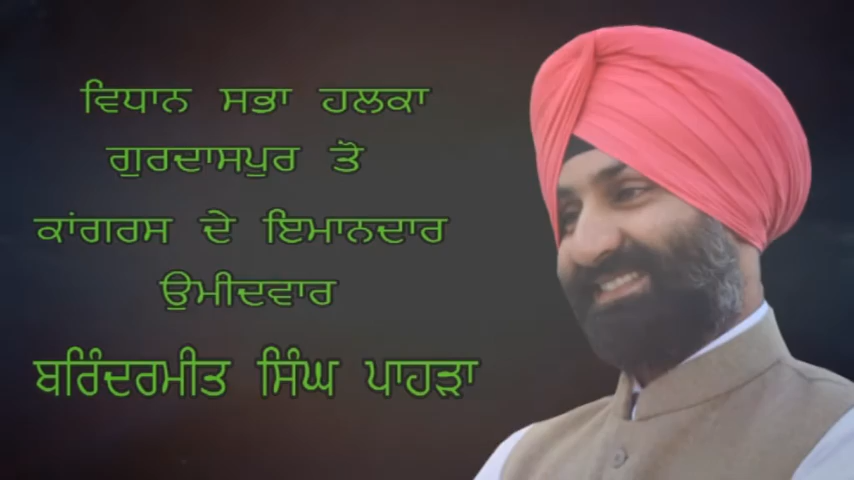 ਵਿਧਾਨ ਸਭਾ ਹਲਕਾ
ਗੁਰਦਾਸਪੁਰ ਤੋ
ਕਾਂਗਰਸ ਦੇ ਇਮਾਨਦਾਰ
ਉਮੀਦਵਾਰ
ਬਰਿੰਦਰਮੀਤ ਸਿੰਘ ਪਾਹੜਾ